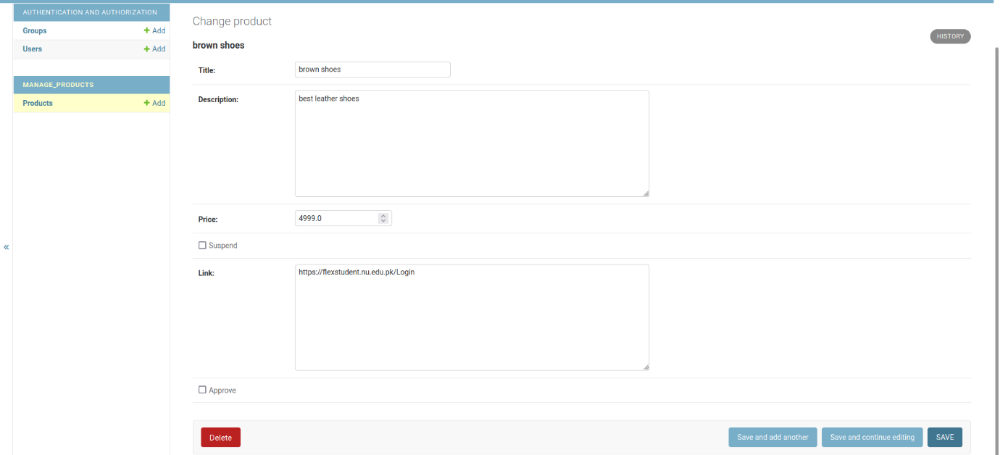 AUTHENTICATION AND AUTHORIZATION
Groups
+ Add
Users
+ Add
MANAGE_PRODUCTS
Products
+ Add
«
Change product
HISTORY
brown shoes
Title:
brown shoes
Description:
best leather shoes
Price:
4999.0
Suspend
Link:
https://flexstudent.nu.edu.pk/Login
Approve
Delete
Save and add another
Save and continue editing
SAVE